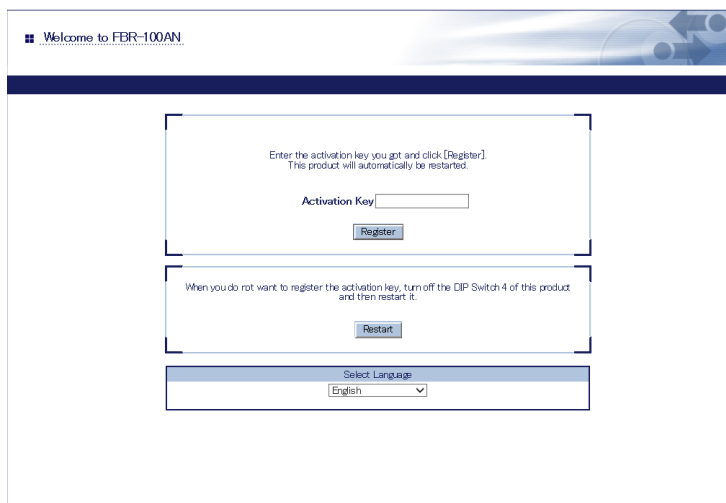 Welcome to FBR-100AN
Enter the activation key you got and click [Register].
This product will automatically be restarted.
Activation Key
Register
When you do not want to register the activation key, turn off the DIP Switch 4 of this product
and then restart it.
Restart
Select Language
English